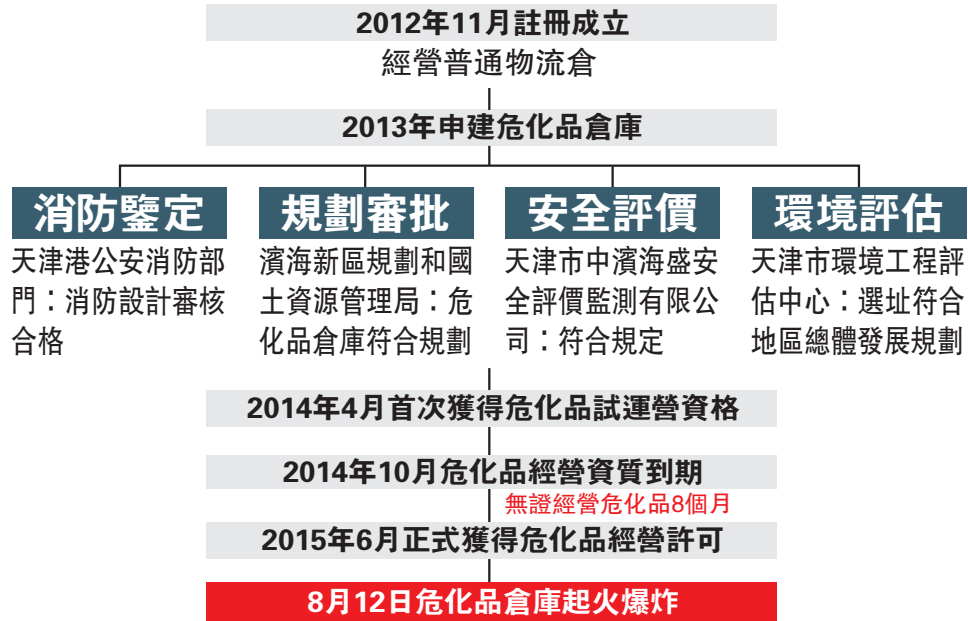 2012年11月註冊成立
經營普通物流倉
2013年申建危化品倉庫
消防鑒定
天津港公安消防部
門：消防設計審核
合格
規劃審批
濱海新區規劃和國
土資源管理局：危
化品倉庫符合規劃
安全評價
天津市中濱海盛安
全評價監測有限公
司：符合規定
環境評估
天津市環境工程評
估中心：選址符合
地區總體發展規劃
2014年4月首次獲得危化品試運營資格
2014年10月危化品經營資質到期
無證經營危化品8個月
2015年6月正式獲得危化品經營許可
8月12日危化品倉庫起火爆炸